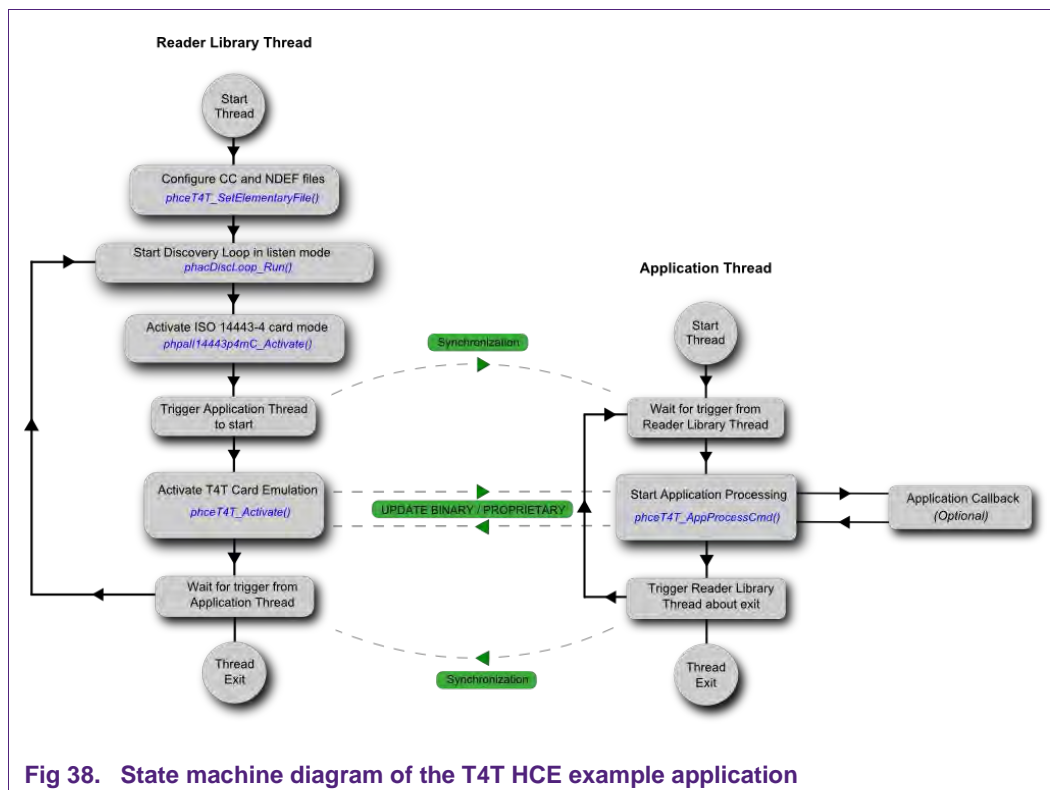 Reader Library Thread
Start
Thread
Configure CC and NDEF files
phceT4T_SetElementaryFile()
Start Discovery Loop in listen mode
phacDiscLoop_Run()
Activate ISO 14443-4 card mode
phpalI14443p4mC_Activate()
Trigger Application Thread
to start
Activate T4T Card Emulation
phceT4T_Activate()
Wait for trigger from
Application Thread
Thread
Exit
Synchronization
UPDATE BINARY / PROPRIETARY
Synchronization
Application Thread
Start
Thread
Wait for trigger from
Reader Library Thread
Start Application Processing
phceT4T_AppProcessCmd()
Application Callback
(Optional)
Trigger Reader Library
Thread about exit
Thread
Exit
Fig 38. State machine diagram of the T4T HCE example application